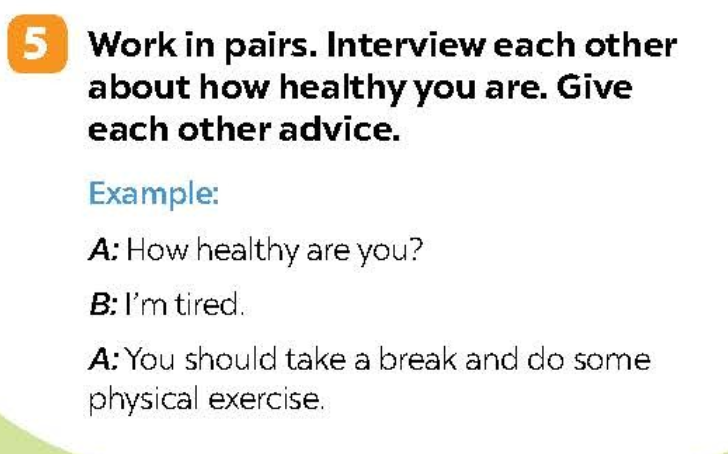 5 Work in pairs. Interview each other
about how healthy you are. Give
each other advice.
Example:
A: How healthy are you?
B: I'm tired.
A: You should take a break and do some
physical exercise.